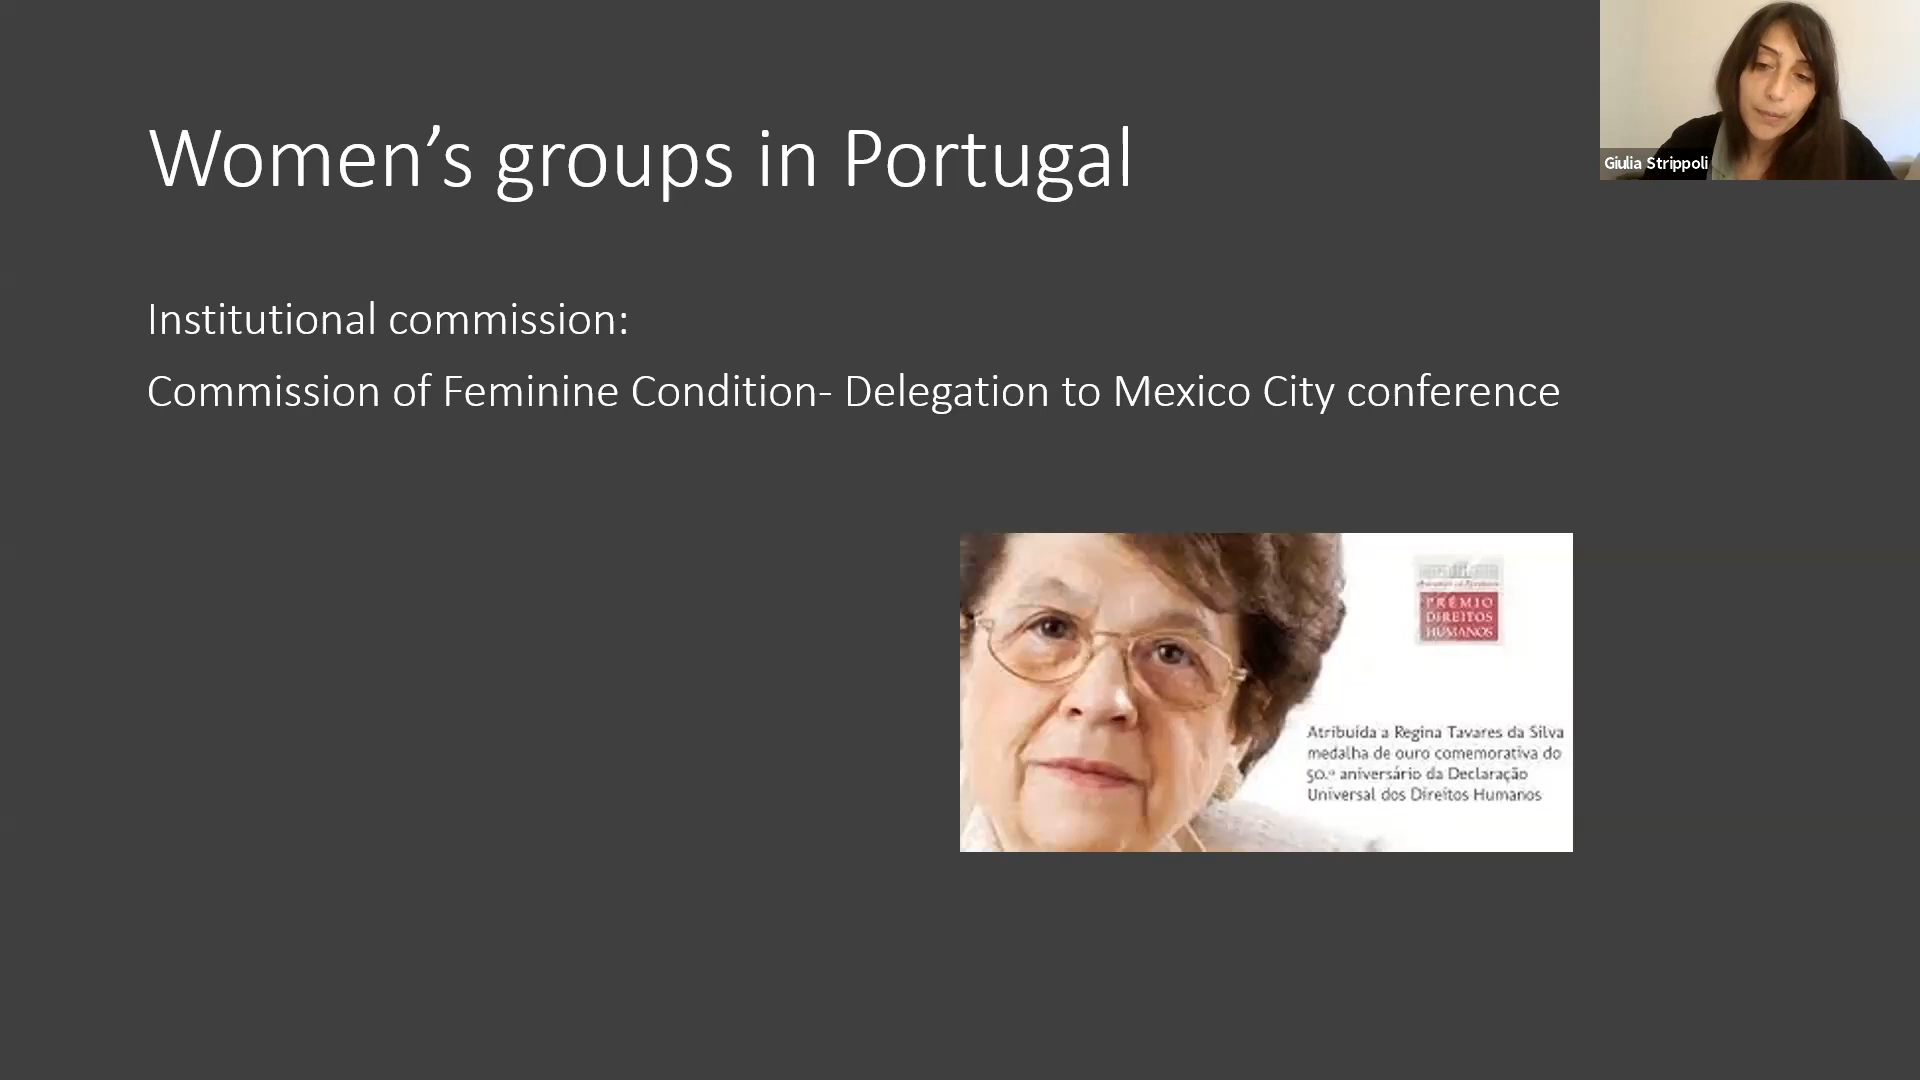 Women’s groups in Portugal
Giulia Strippoli
Institutional commission:
Commission of Feminine Condition- Delegation to Mexico City conference
PRÉMIO
DIREITOS
HUMANOS
Atribuída a Regina Tavares da Silva
medalha de ouro comemorativa do
50.º aniversário da Declaração
Universal dos Direitos Humanos